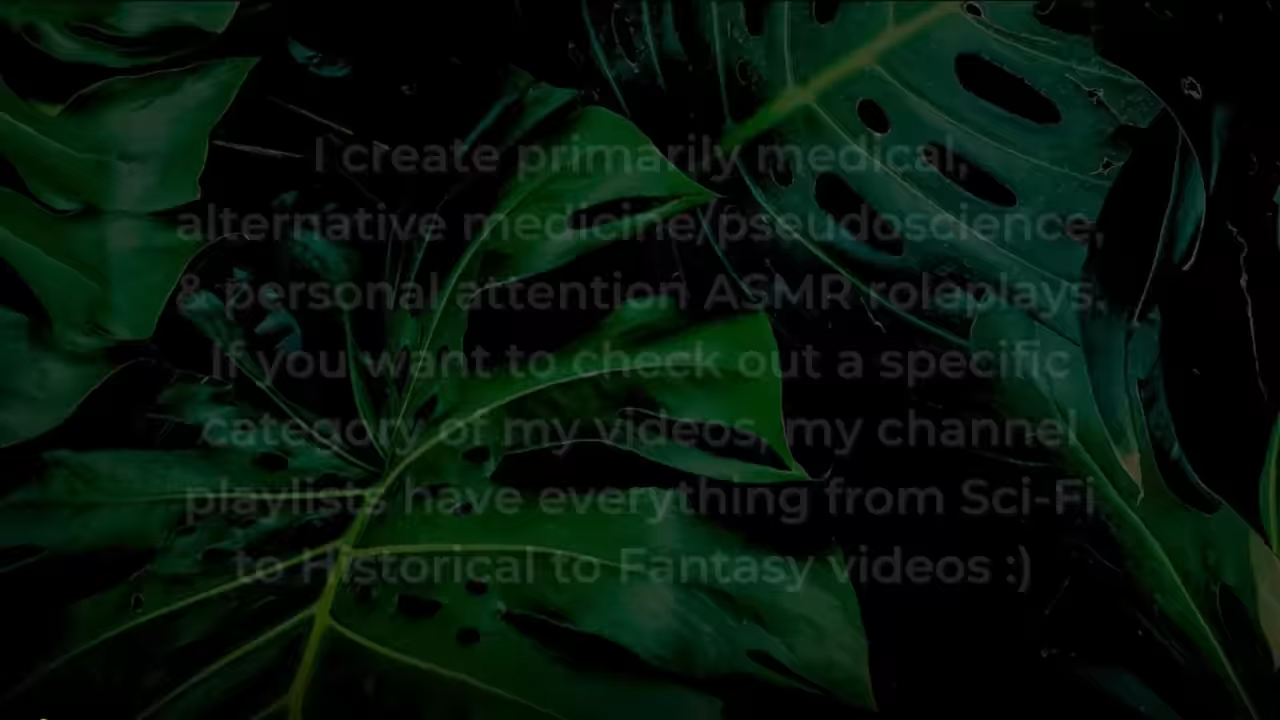 I create primarily medical,
alternative medicine/pseudoscience,
& personal attention ASMR roleplays.
If you want to check out a specific
category of my videos, my channel
playlists have everything from Sci-Fi
to Historical to Fantasy videos :)